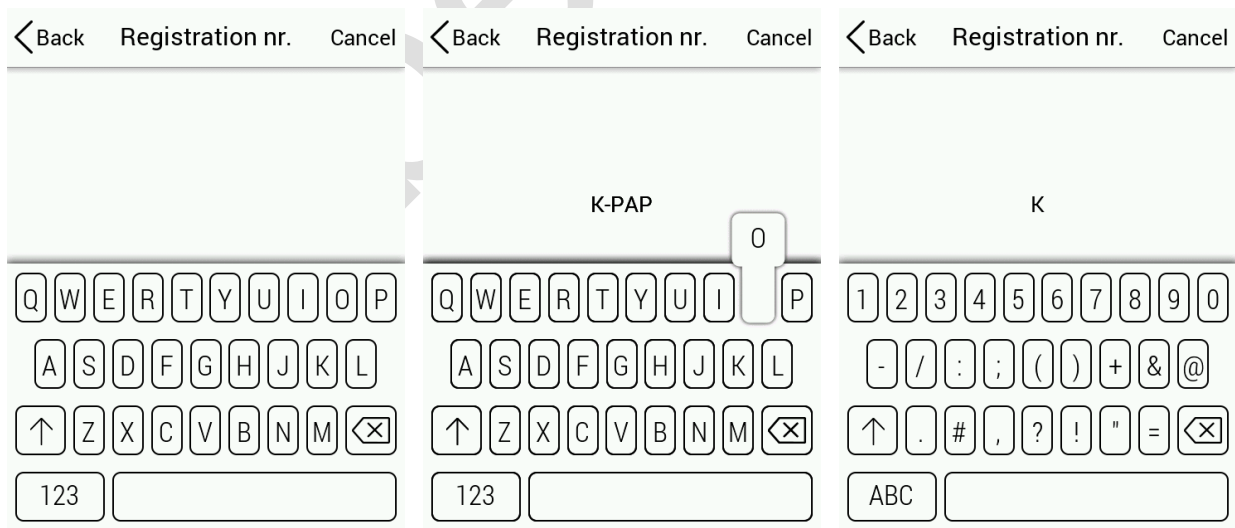 Back Registration nr. Cancel
Q W E R T Y U I O P
A S D F G H J K L
Z X C V B N M
123
Back Registration nr. Cancel
K-PAP
O
Q W E R T Y U I P
A S D F G H J K L
Z X C V B N M
123
Back Registration nr. Cancel
K
1 2 3 4 5 6 7 8 9 0
- / : ; ( ) + & @
. # , ? ! " =
ABC